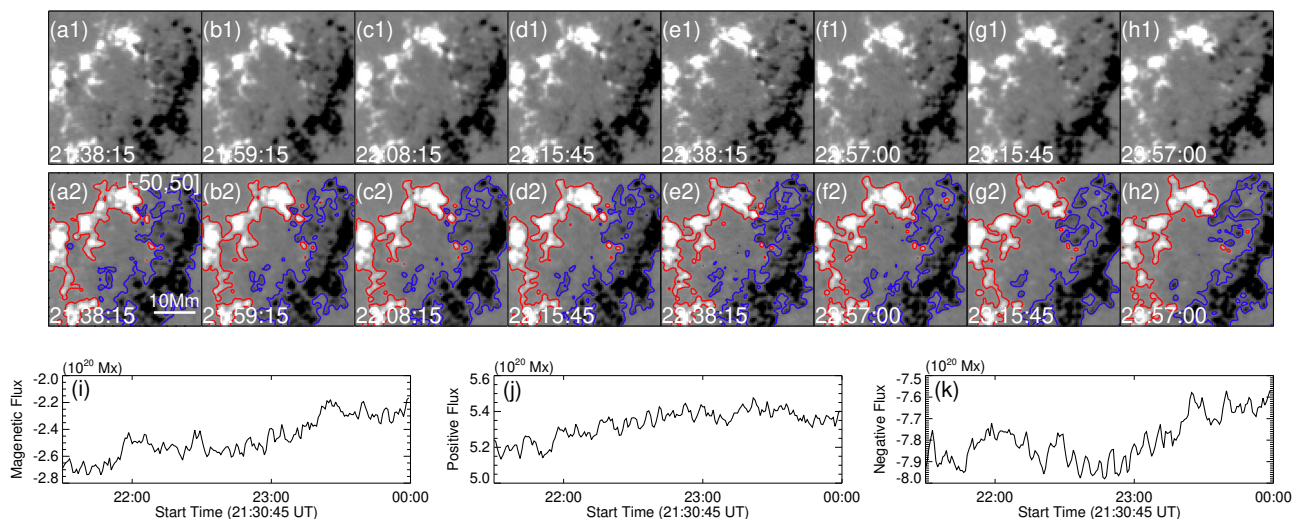 (a1) (b1) (c1) (d1) (e1) (f1) (g1) (h1)
21:38:15 21:59:15 22:08:15 22:15:45 22:38:15 22:57:00 23:15:45 23:57:00
(a2) [-50,50] (b2) (c2) (d2) (e2) (f2) (g2) (h2)
10Mm
21:38:15 21:59:15 22:08:15 22:15:45 22:38:15 22:57:00 23:15:45 23:57:00
(10²⁰ Mx) (10²⁰ Mx) (10²⁰ Mx)
(i) (j) (k)
Magenetic Flux
-2.0
-2.2
-2.4
-2.6
-2.8
22:00 23:00 00:00
Start Time (21:30:45 UT)
Positive Flux
5.6
5.4
5.2
5.0
22:00 23:00 00:00
Start Time (21:30:45 UT)
Negative Flux
-7.5
-7.6
-7.7
-7.8
-7.9
-8.0
22:00 23:00 00:00
Start Time (21:30:45 UT)